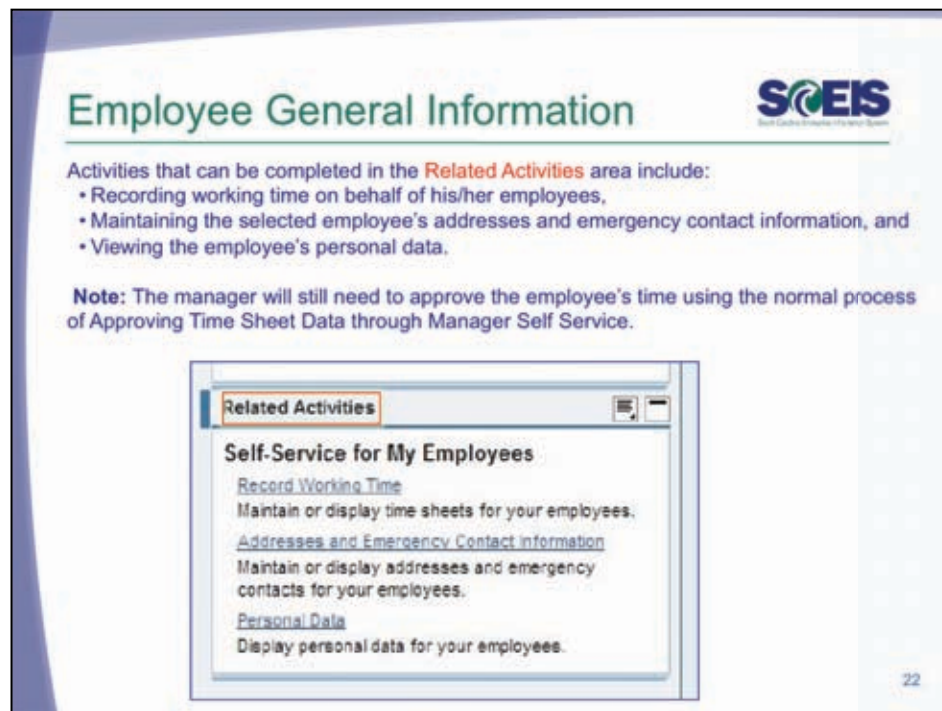 Employee General Information
SCEIS
Activities that can be completed in the Related Activities area include:
• Recording working time on behalf of his/her employees,
• Maintaining the selected employee's addresses and emergency contact information, and
• Viewing the employee's personal data.
Note: The manager will still need to approve the employee's time using the normal process
of Approving Time Sheet Data through Manager Self Service.
Related Activities
Self-Service for My Employees
Record Working Time
Maintain or display time sheets for your employees.
Addresses and Emergency Contact Information
Maintain or display addresses and emergency
contacts for your employees.
Personal Data
Display personal data for your employees.
22